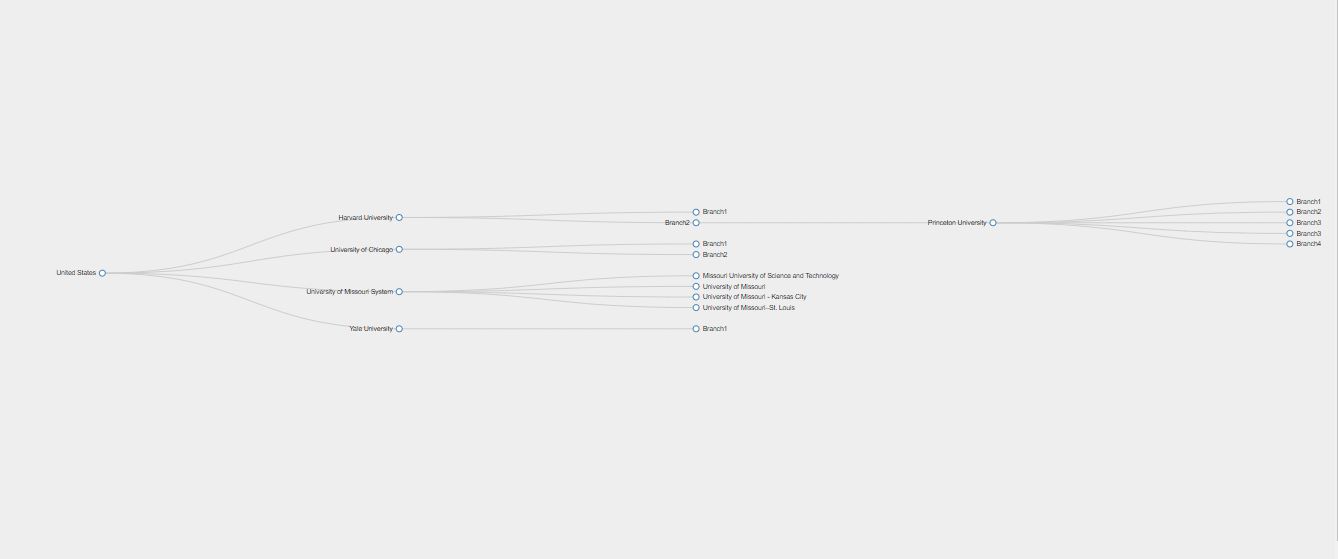 Branch1
Harvard University
Branch1
Branch2
Branch2
Princeton University
Branch3
Branch3
University of Chicago
Branch1
Branch4
Branch2
United States
Missouri University of Science and Technology
University of Missouri
University of Missouri System
University of Missouri - Kansas City
University of Missouri--St. Louis
Yale University
Branch1